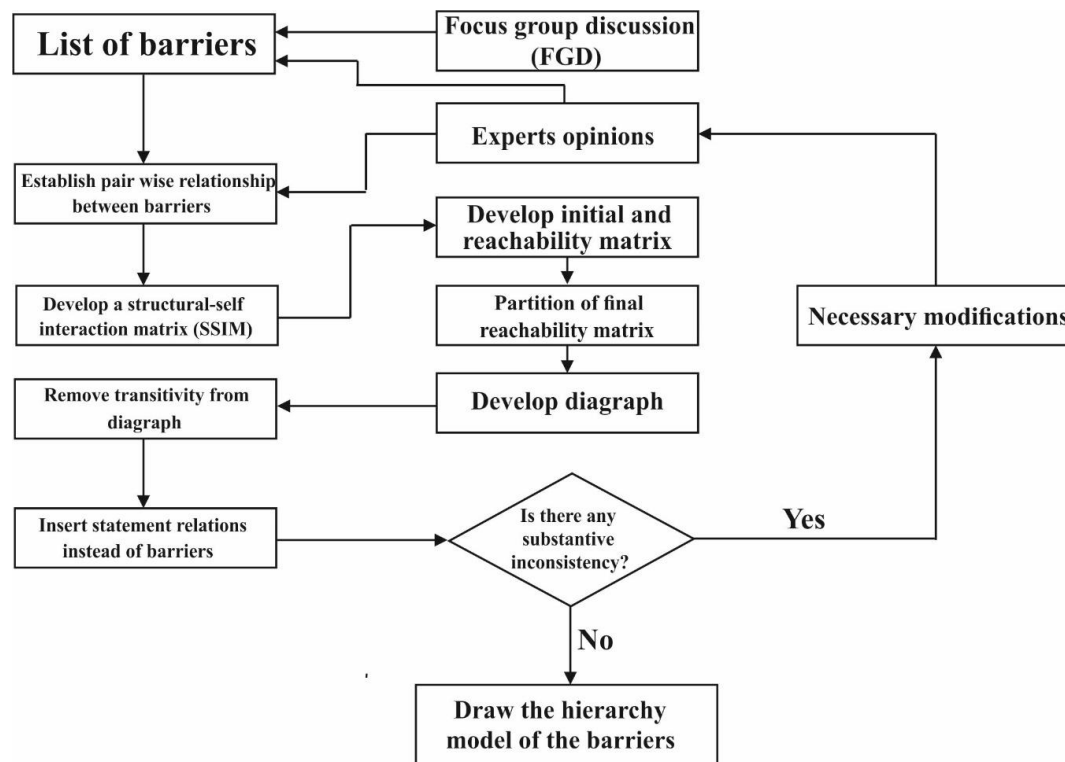 List of barriers
Focus group discussion
(FGD)
Experts opinions
Establish pair wise relationship
between barriers
Develop initial and
reachability matrix
Develop a structural-self
interaction matrix (SSIM)
Partition of final
reachability matrix
Necessary modifications
Remove transitivity from
diagraph
Develop diagraph
Insert statement relations
instead of barriers
Is there any
substantive
inconsistency?
Yes
No
Draw the hierarchy
model of the barriers